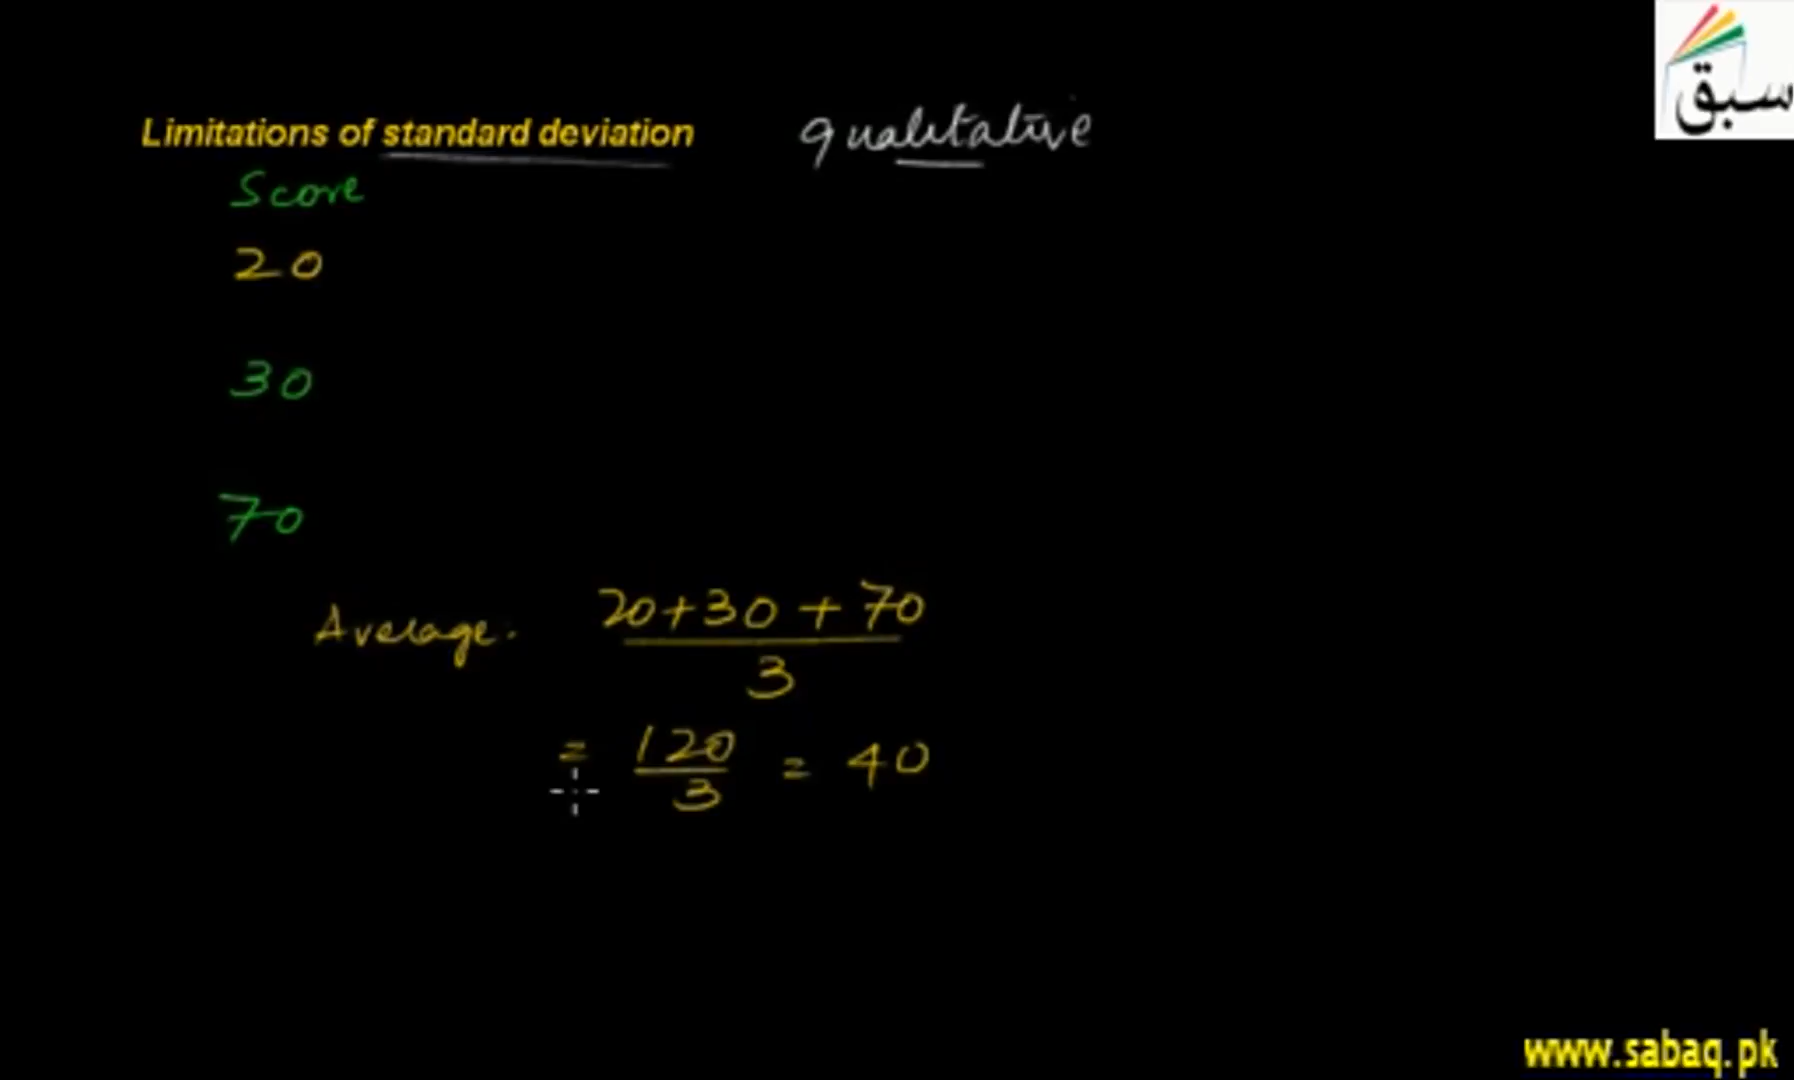 سبق
Limitations of standard deviation qualitative
Score
20
30
70
Average. 20+30+70
3
= 120 = 40
3
www.sabaq.pk